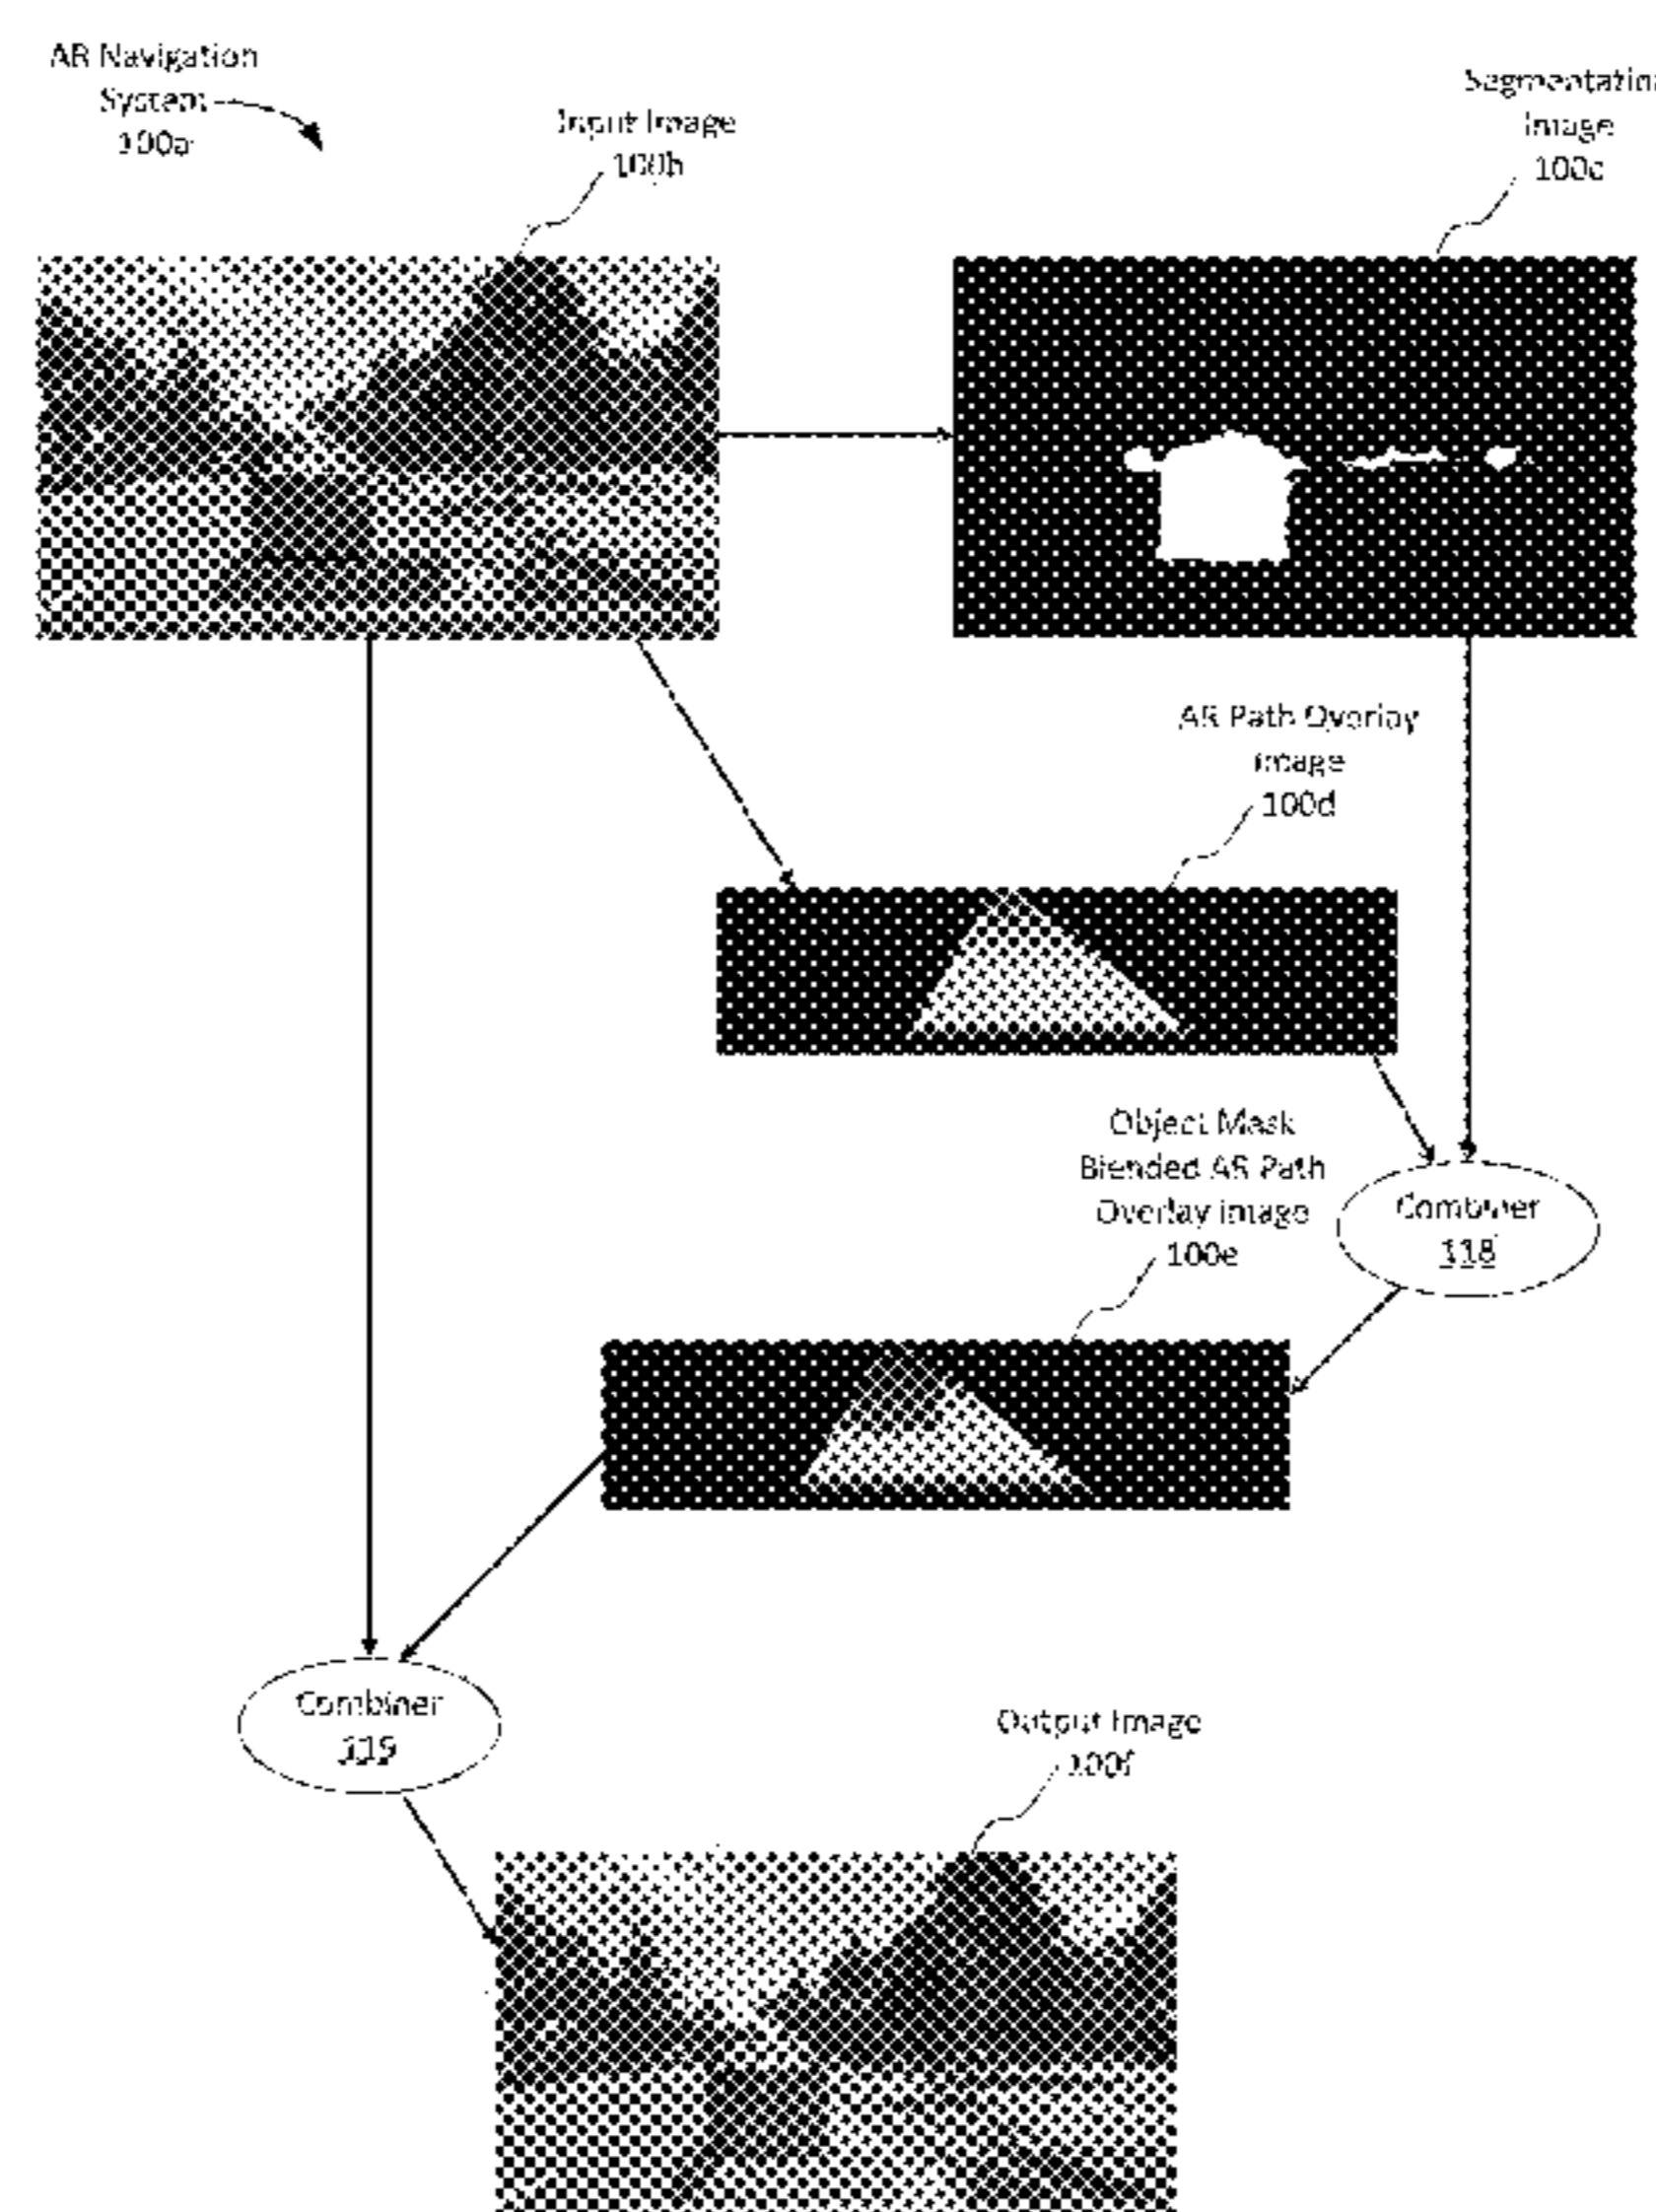 AR Navigation
System
100a
Input Image
100b
Segmentation
Image
100c
AR Path Overlay
Image
100d
Object Mask
Blended AR Path
Overlay image
100e
Combiner
118
Combiner
119
Output Image
100f